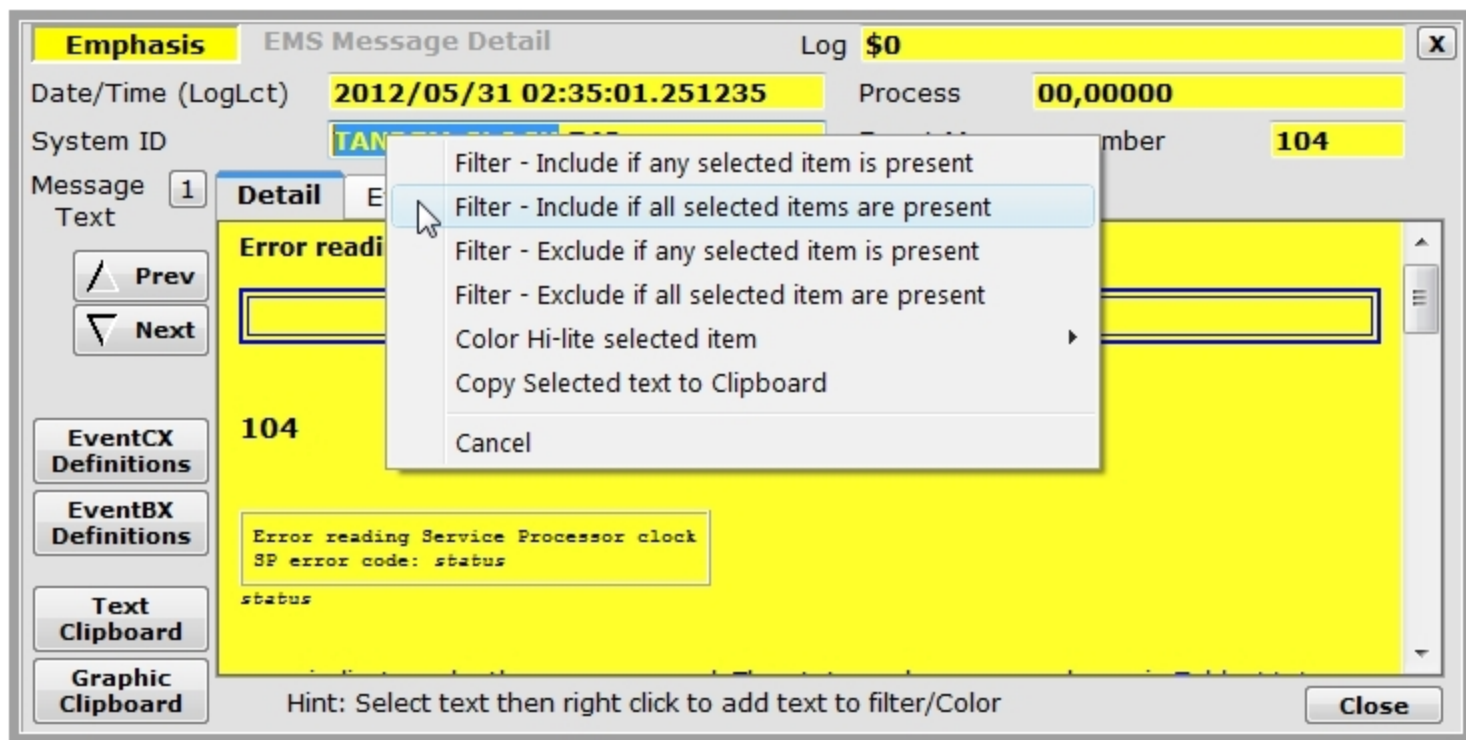 Emphasis EMS Message Detail Log $0 X
Date/Time (LogLct) 2012/05/31 02:35:01.251235 Process 00,00000
System ID mber 104
Message 1 Detail
Text
Filter - Include if any selected item is present
Filter - Include if all selected items are present
Filter - Exclude if any selected item is present
Filter - Exclude if all selected item are present
Color Hi-lite selected item
Copy Selected text to Clipboard
Cancel
Error readi
Prev
Next
104
EventCX
Definitions
EventBX
Definitions
Error reading Service Processor clock
SP error code: status
status
Text
Clipboard
Graphic
Clipboard
Hint: Select text then right click to add text to filter/Color Close